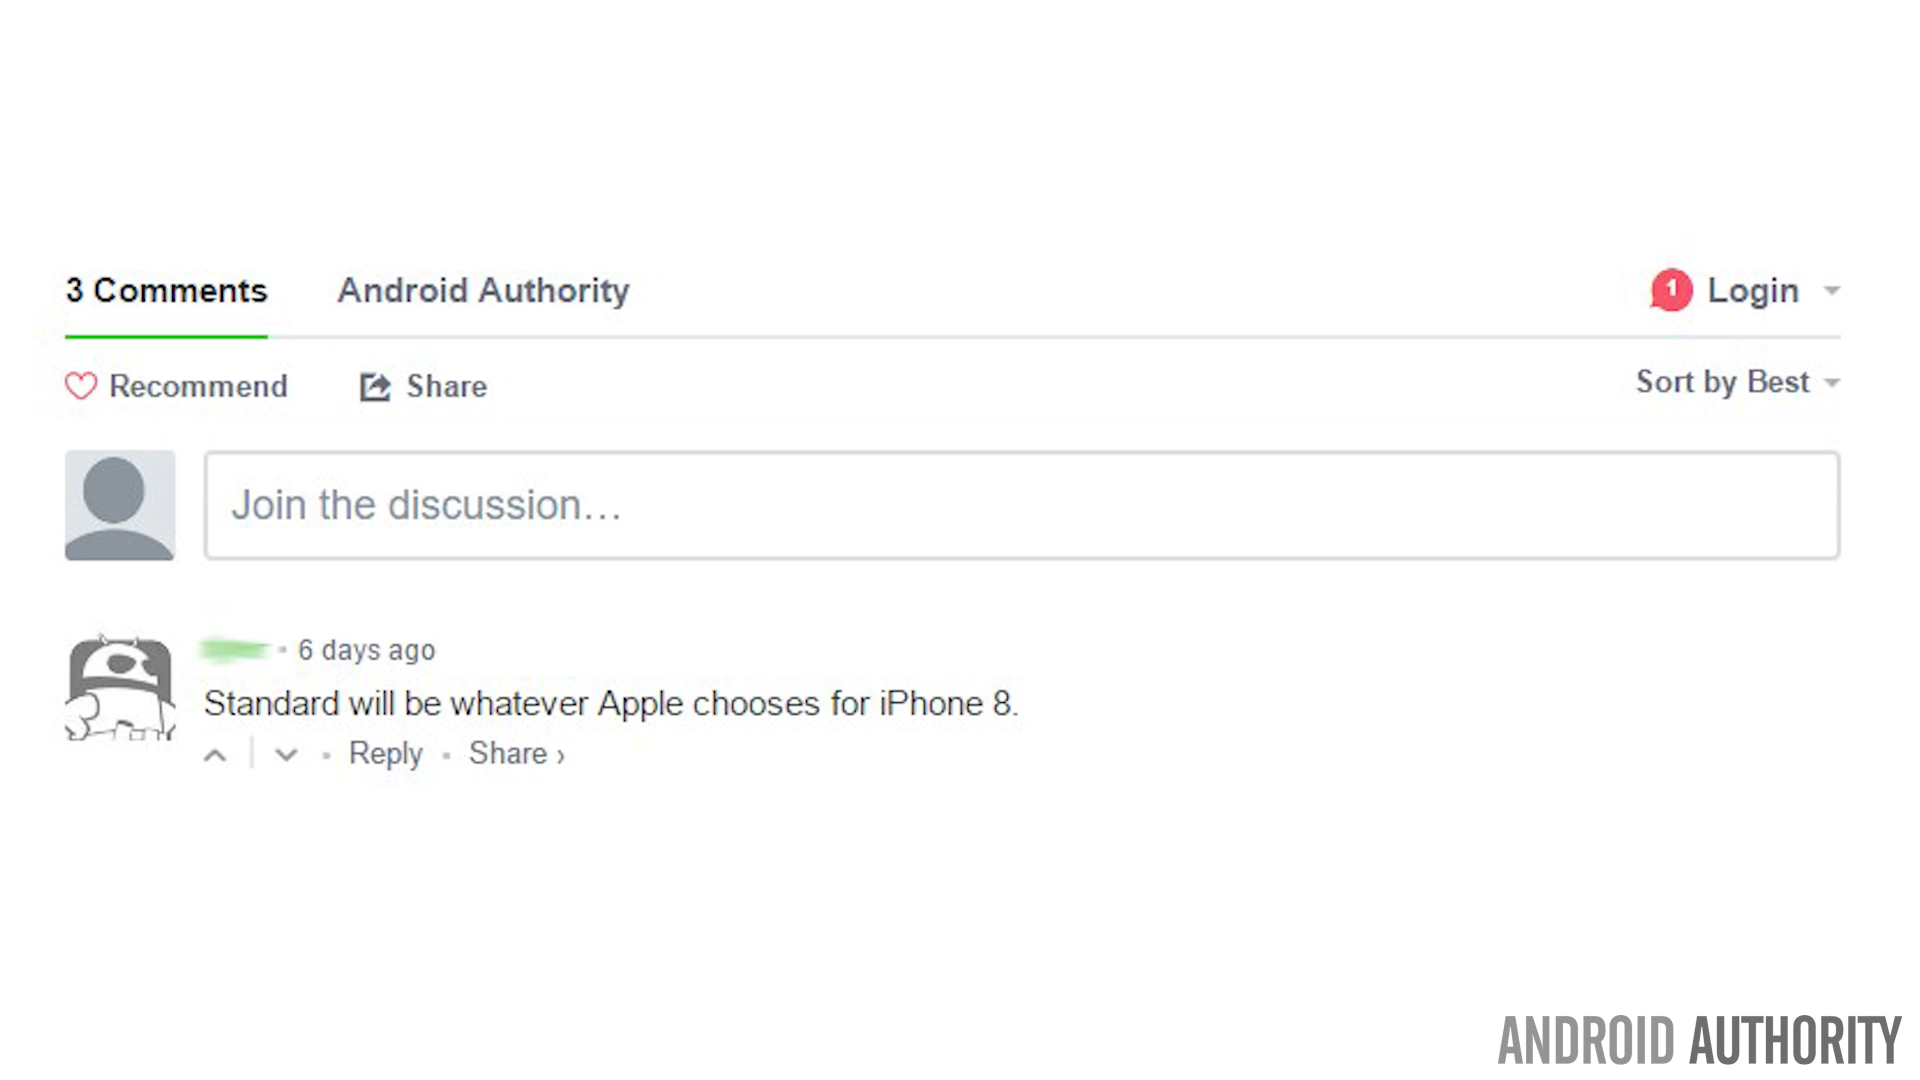 3 Comments Android Authority 1 Login
Recommend Share Sort by Best
Join the discussion…
• 6 days ago
Standard will be whatever Apple chooses for iPhone 8.
• Reply • Share ›
ANDROID AUTHORITY